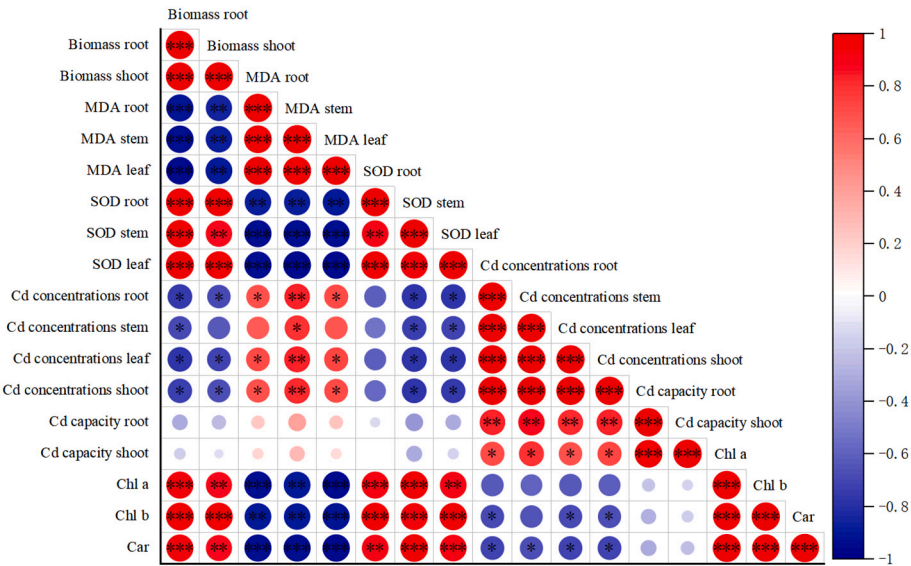 Biomass root
Biomass root *** Biomass shoot
Biomass shoot *** *** MDA root
MDA root *** ** *** MDA stem
MDA stem *** ** *** *** MDA leaf
MDA leaf *** ** *** *** *** SOD root
SOD root *** *** ** ** ** *** SOD stem
SOD stem *** ** *** *** *** ** *** SOD leaf
SOD leaf *** *** *** *** *** *** *** *** Cd concentrations root
Cd concentrations root * * * ** * * * *** Cd concentrations stem
Cd concentrations stem * * * * *** *** Cd concentrations leaf
Cd concentrations leaf * * * ** * * * *** *** *** Cd concentrations shoot
Cd concentrations shoot * * * ** * * * *** *** *** *** Cd capacity root
Cd capacity root ** ** ** ** *** Cd capacity shoot
Cd capacity shoot * * * * *** *** Chl a
Chl a *** ** *** ** *** *** *** ** *** Chl b
Chl b *** *** ** ** *** *** *** *** * * * *** *** Car
Car *** ** *** *** *** ** *** *** * * * * *** *** ***
1
0.8
0.6
0.4
0.2
0
−0.2
−0.4
−0.6
−0.8
−1